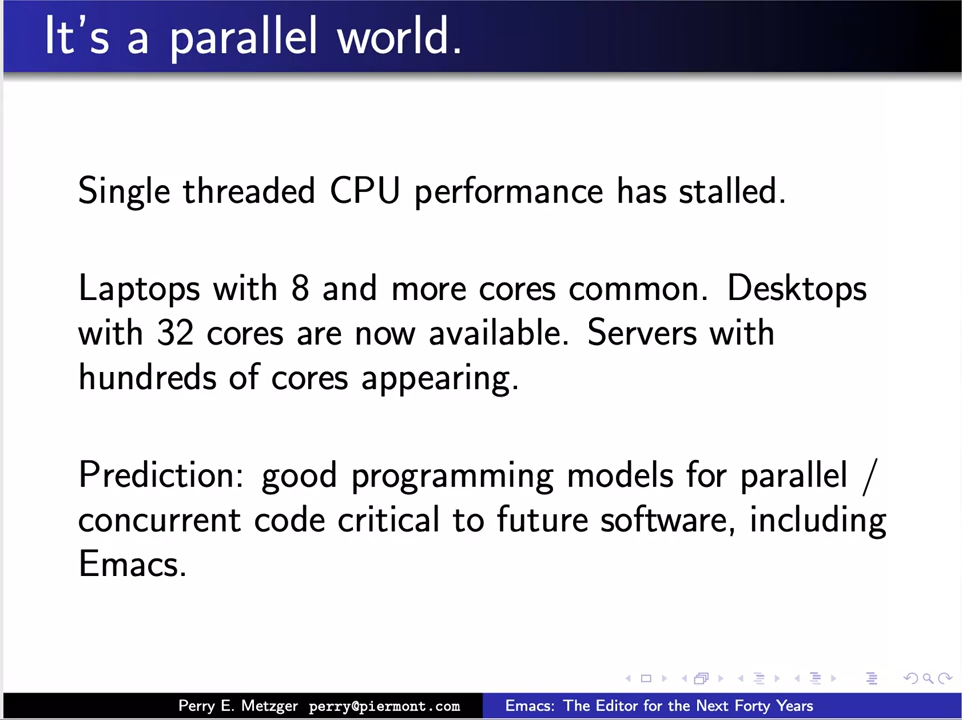 It's a parallel world.
Single threaded CPU performance has stalled.
Laptops with 8 and more cores common. Desktops
with 32 cores are now available. Servers with
hundreds of cores appearing.
Prediction: good programming models for parallel /
concurrent code critical to future software, including
Emacs.
Perry E. Metzger perry@piermont.com
Emacs: The Editor for the Next Forty Years